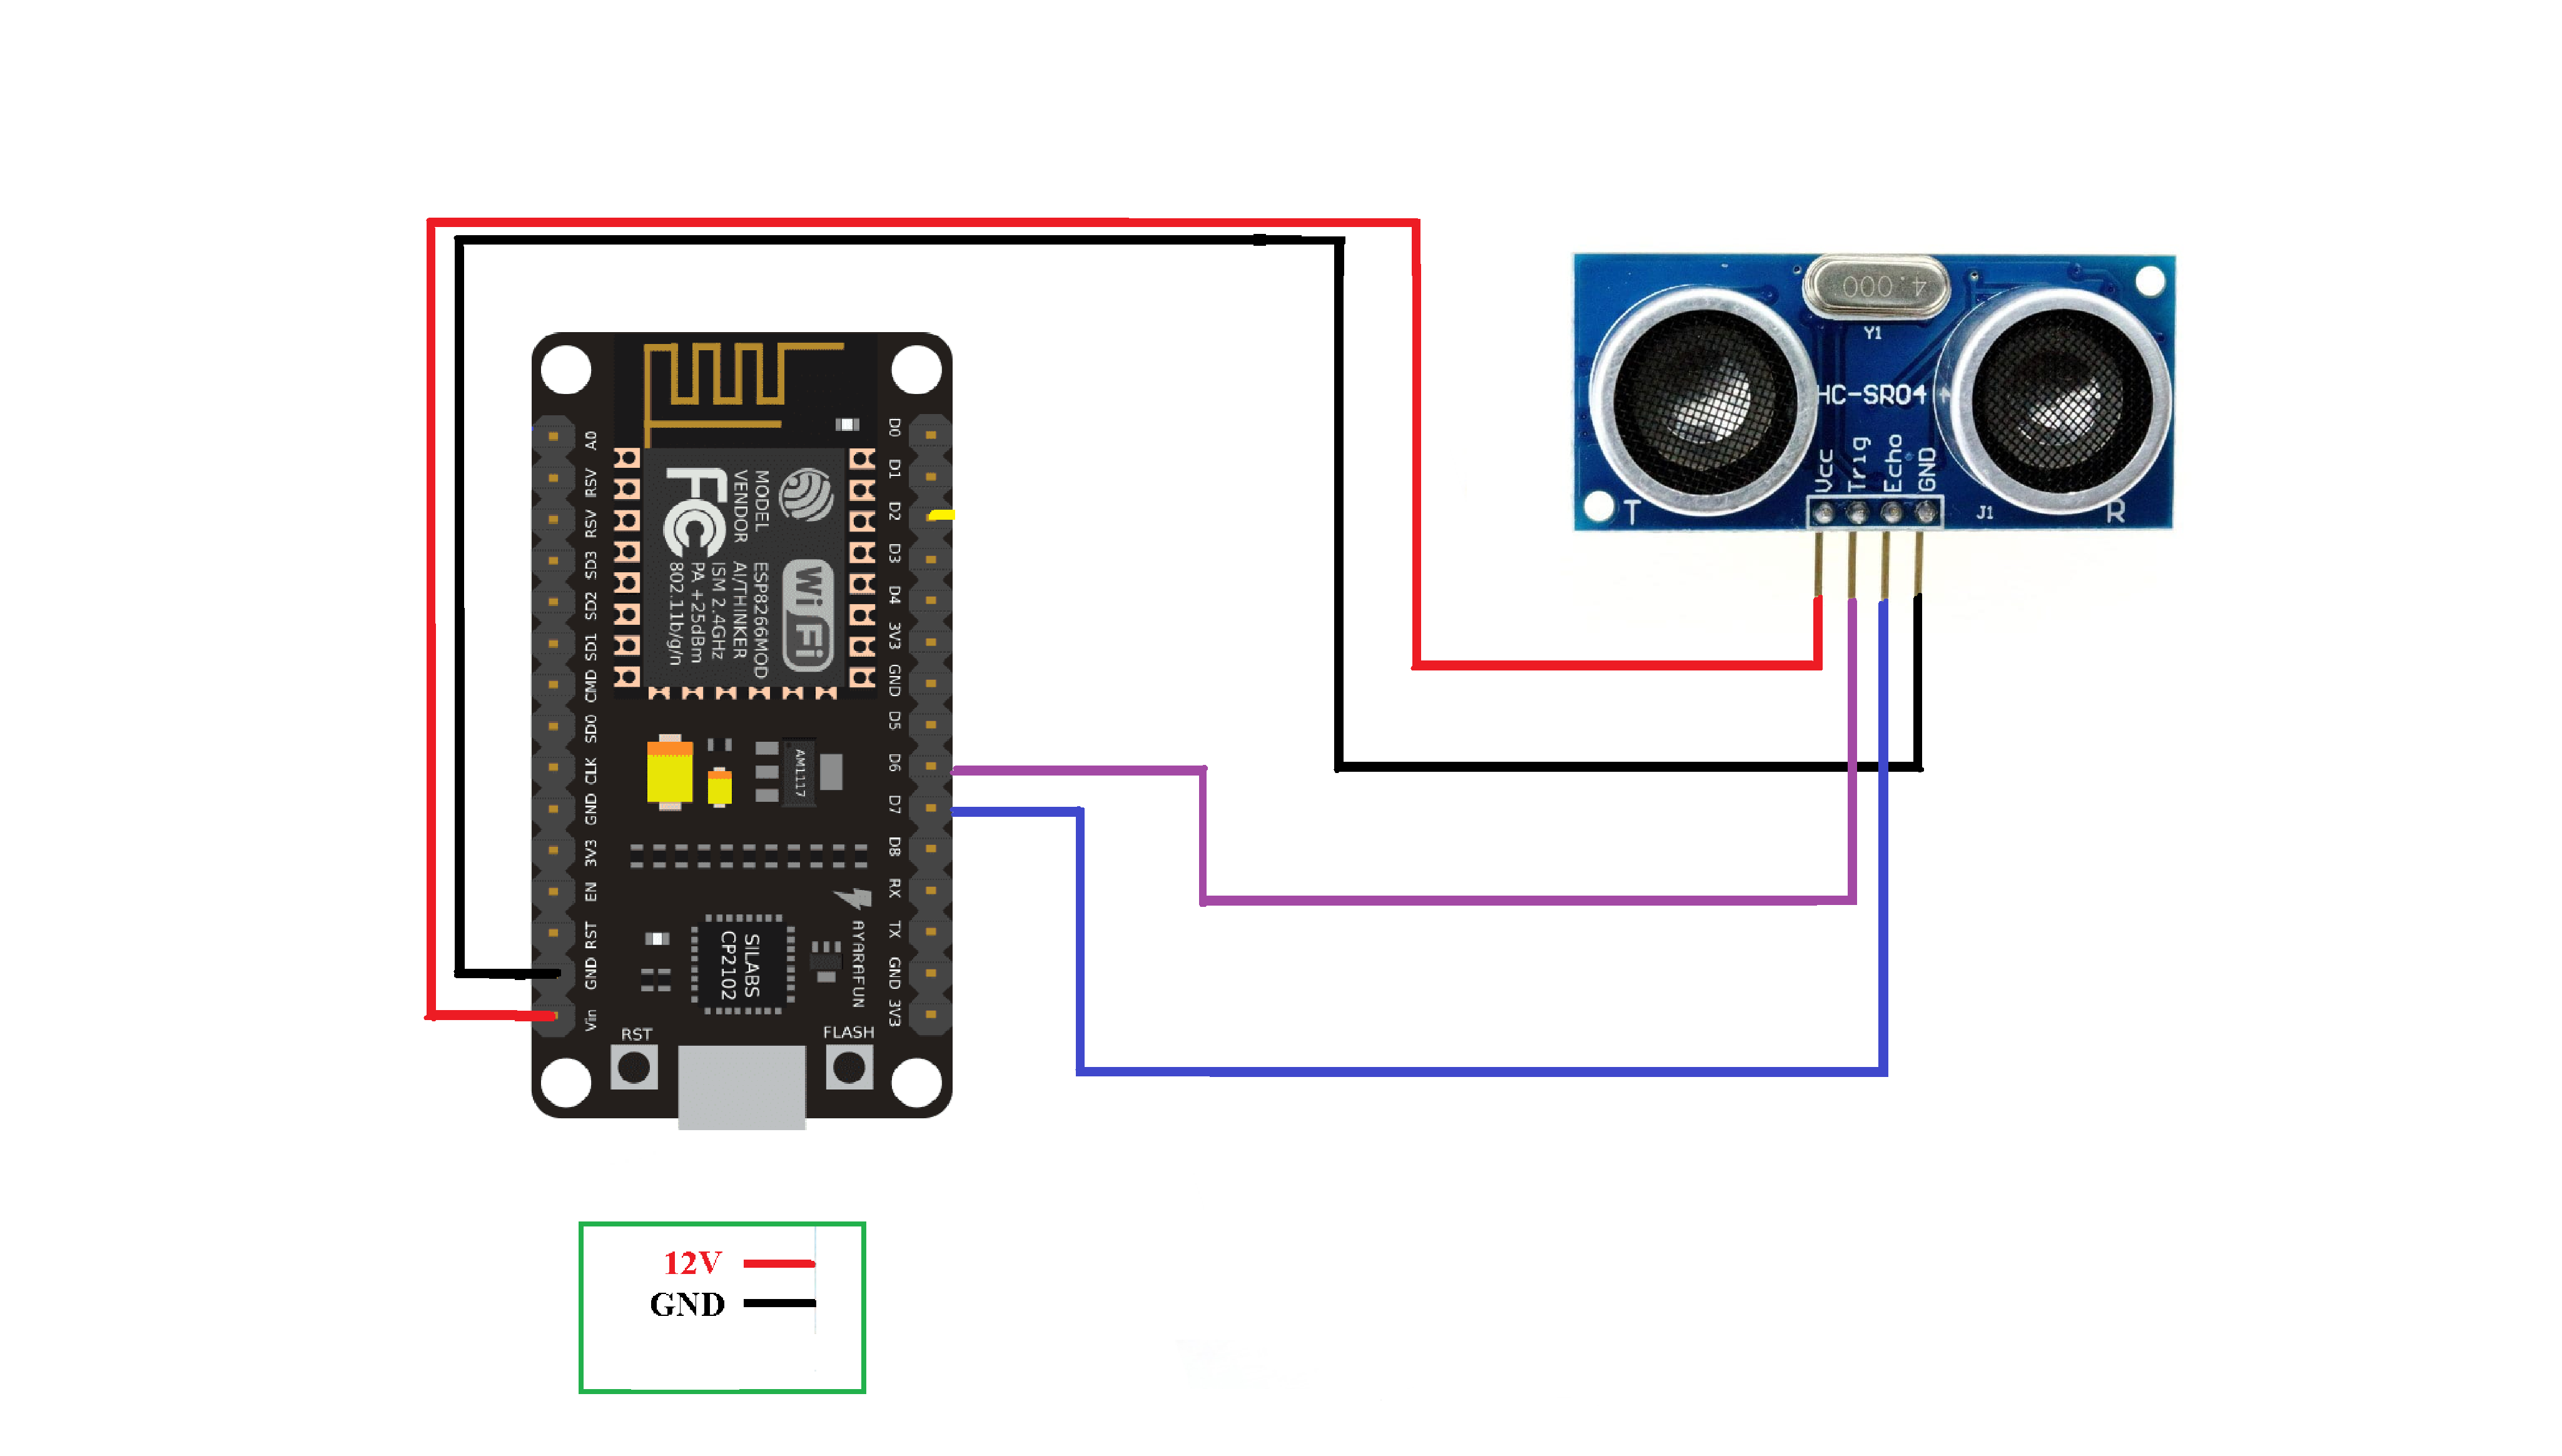 A0
RSV
RSV
SD3
SD2
SD1
CMD
SD0
CLK
GND
3V3
EN
RST
GND
Vin
D0
D1
D2
D3
D4
3V3
GND
D5
D6
D7
D8
RX
TX
GND
3V3
FC
MODEL
VENDOR
ESP8266MOD
AI/THINKER
ISM 2.4GHz
PA +25dBm
802.11b/g/n
Wi Fi
AM1117
SILABS
CP2102
AYARAFUN
RST
FLASH
4.000
Y1
HC-SR04
Vcc
Trig
Echo
GND
T
J1
R
12V
GND